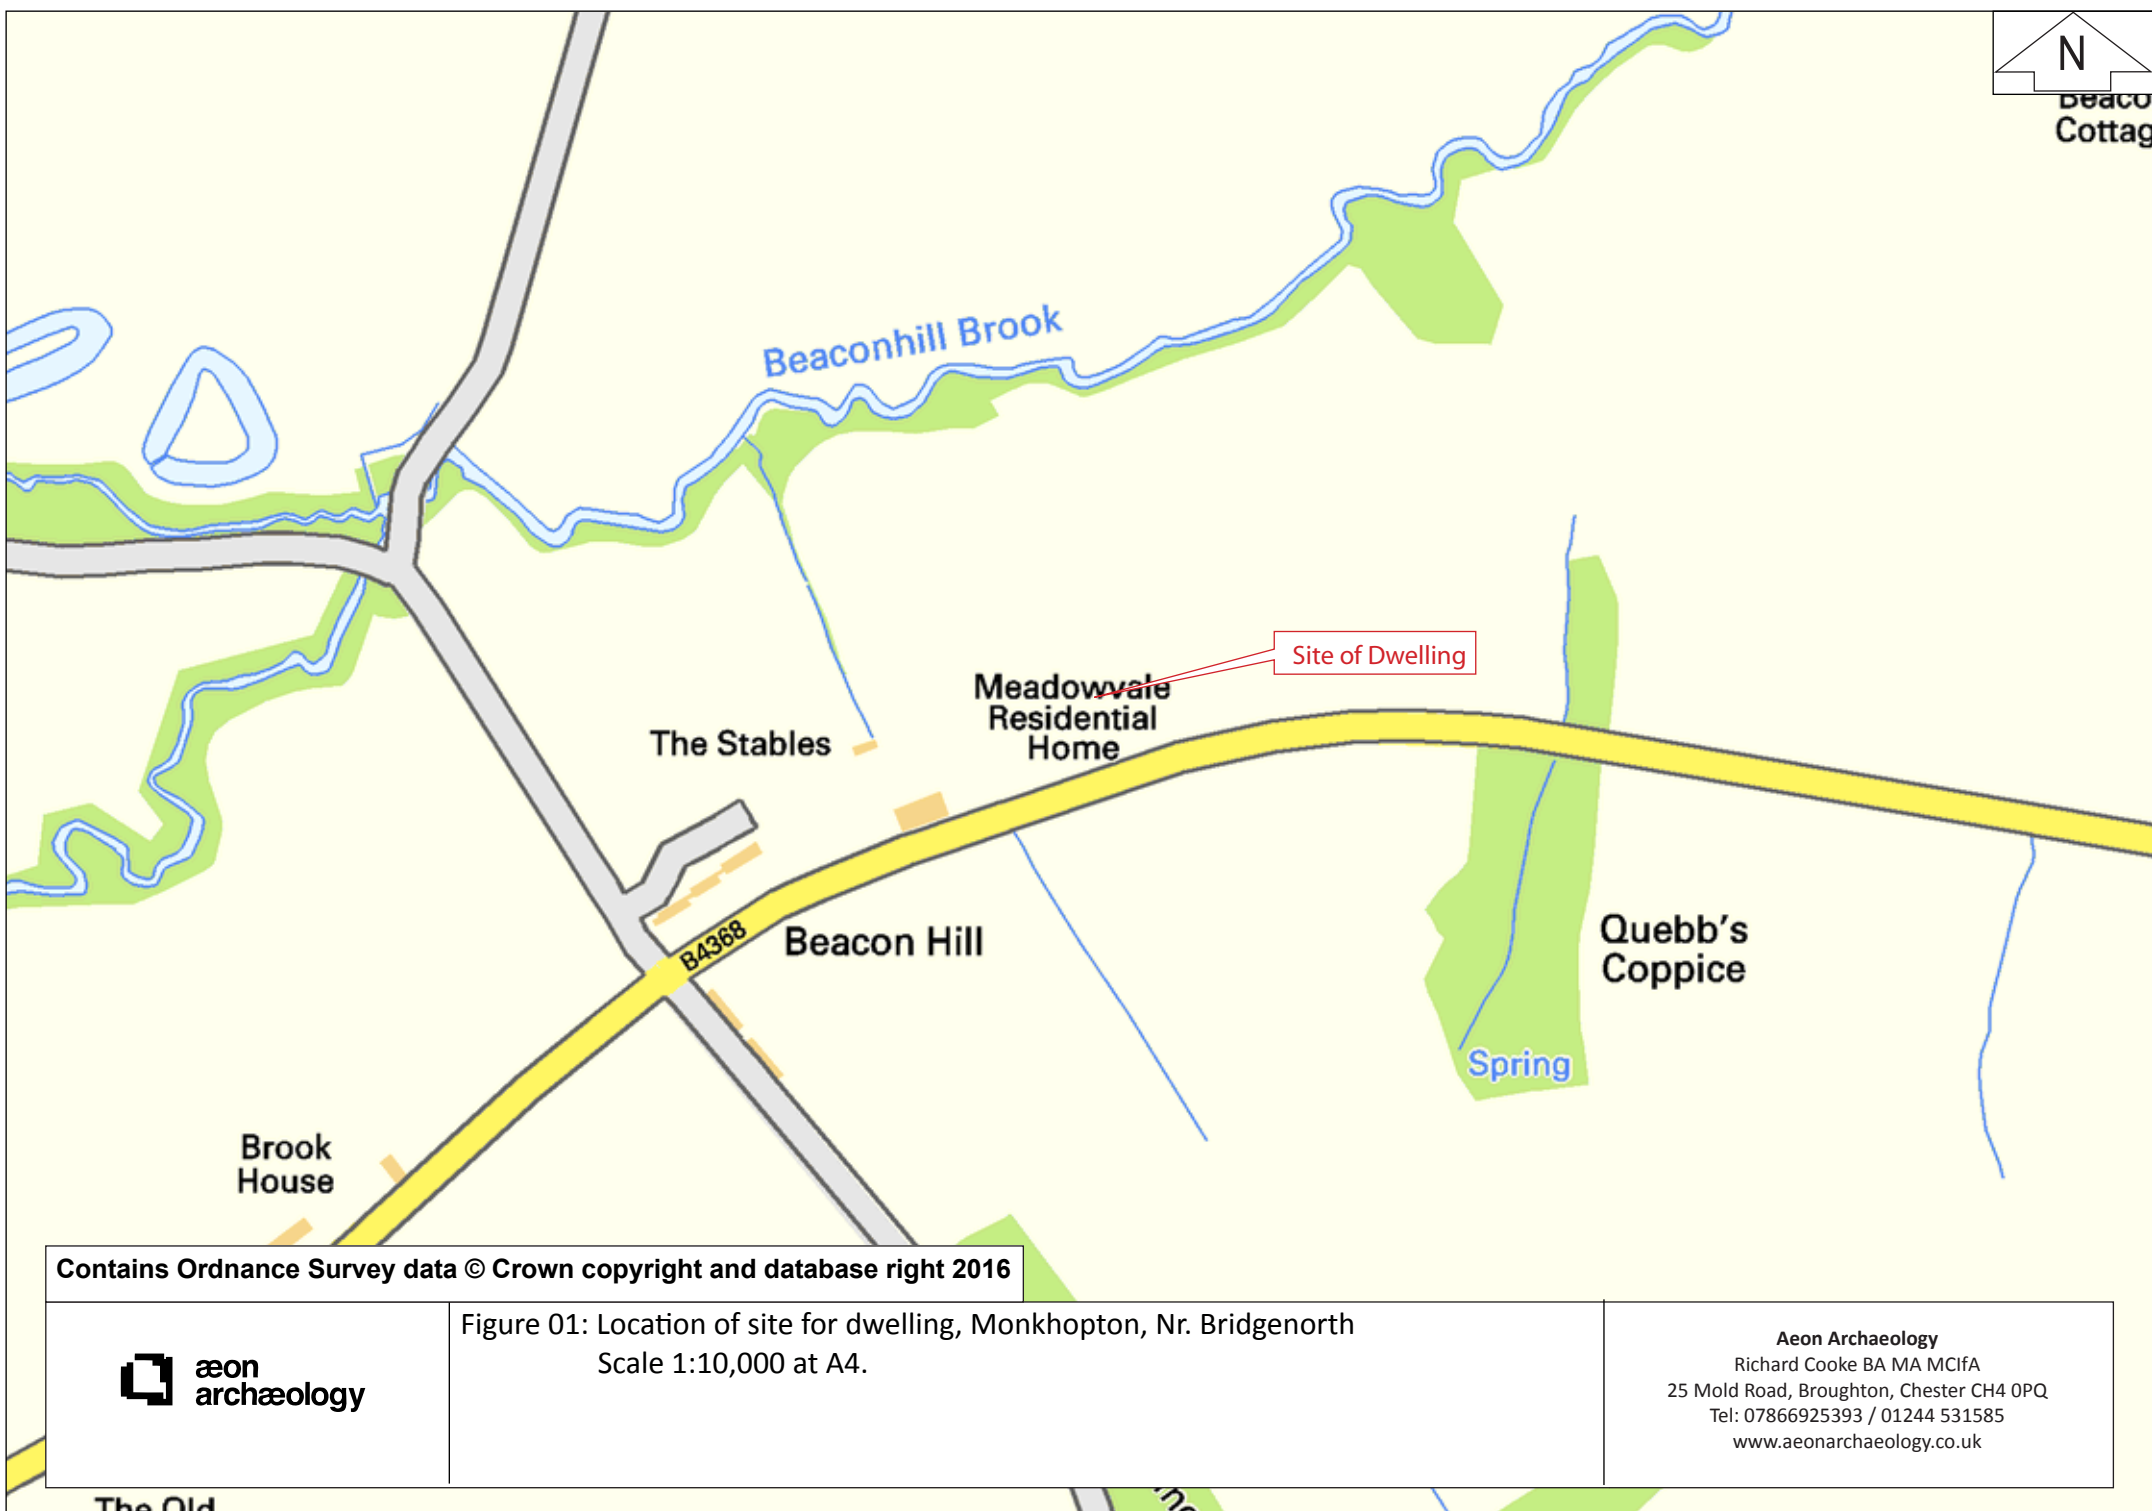 N
Cottag
Beaconhill Brook
Site of Dwelling
Meadowvale
Residential
Home
The Stables
B4368
Beacon Hill
Quebb's
Coppice
Spring
Brook
House
Contains Ordnance Survey data © Crown copyright and database right 2016
æon
archæology
Figure 01: Location of site for dwelling, Monkhopton, Nr. Bridgenorth
Scale 1:10,000 at A4.
Aeon Archaeology
Richard Cooke BA MA MCIfA
25 Mold Road, Broughton, Chester CH4 0PQ
Tel: 07866925393 / 01244 531585
www.aeonarchaeology.co.uk
The Old